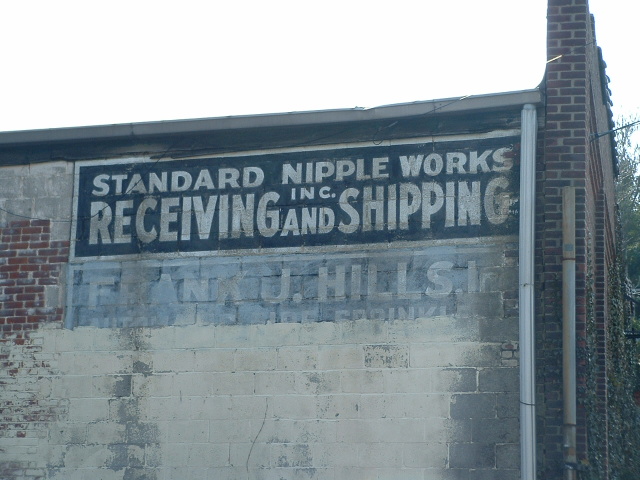 STANDARD NIPPLE WORKS
INC.
RECEIVING AND SHIPPING
FRANK J. HILLS, I